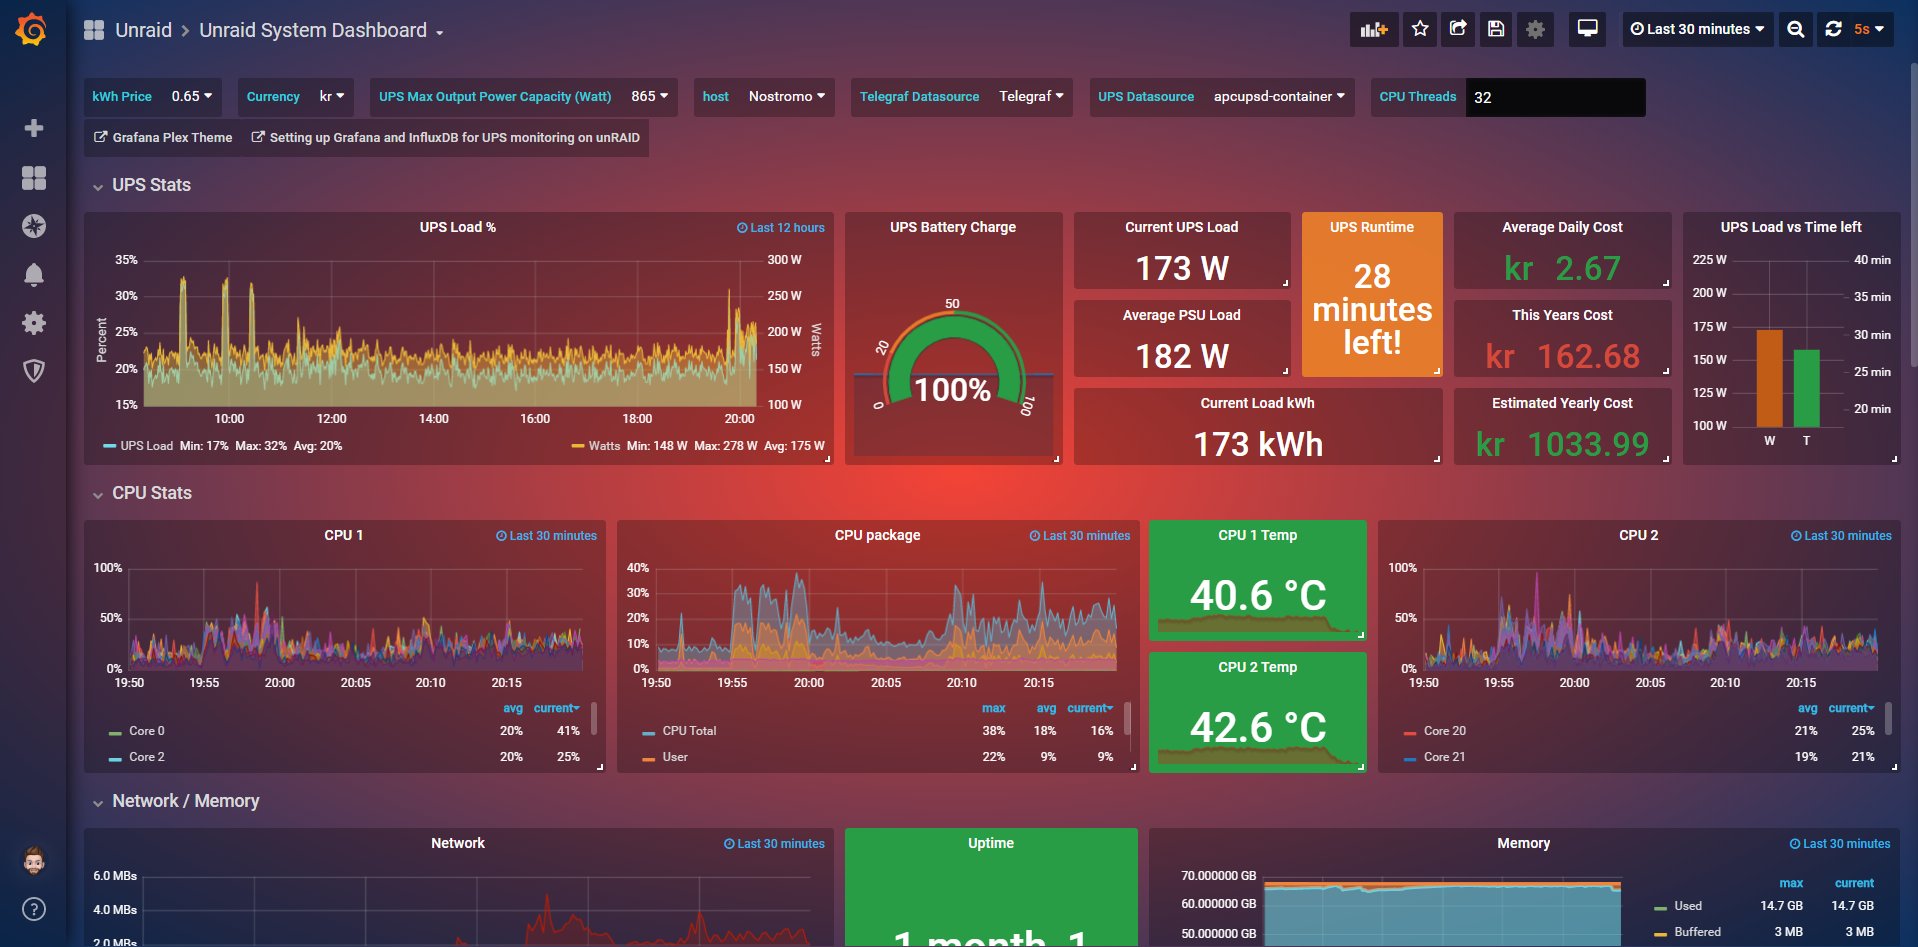 Unraid > Unraid System Dashboard
Last 30 minutes
5s
kWh Price 0.65
Currency kr
UPS Max Output Power Capacity (Watt) 865
host Nostromo
Telegraf Datasource Telegraf
UPS Datasource apcupsd-container
CPU Threads 32
Grafana Plex Theme
Setting up Grafana and InfluxDB for UPS monitoring on unRAID
UPS Stats
UPS Load %
Last 12 hours
Percent
35%
30%
25%
20%
15%
300 W
250 W
200 W
150 W
100 W
Watts
10:00 12:00 14:00 16:00 18:00 20:00
UPS Load Min: 17% Max: 32% Avg: 20%
Watts Min: 148 W Max: 278 W Avg: 175 W
UPS Battery Charge
0
20
50
100
100%
Current UPS Load
173 W
Average PSU Load
182 W
Current Load kWh
173 kWh
UPS Runtime
28
minutes
left!
Average Daily Cost
kr 2.67
This Years Cost
kr 162.68
Estimated Yearly Cost
kr 1033.99
UPS Load vs Time left
225 W
200 W
175 W
150 W
125 W
100 W
40 min
35 min
30 min
25 min
20 min
W T
CPU Stats
CPU 1
Last 30 minutes
100%
50%
0%
19:50 19:55 20:00 20:05 20:10 20:15
avg current
Core 0 20% 41%
Core 2 20% 25%
CPU package
Last 30 minutes
40%
30%
20%
10%
0%
19:50 19:55 20:00 20:05 20:10 20:15
max avg current
CPU Total 38% 18% 16%
User 22% 9% 9%
CPU 1 Temp
40.6 °C
CPU 2 Temp
42.6 °C
CPU 2
Last 30 minutes
100%
50%
0%
19:50 19:55 20:00 20:05 20:10 20:15
avg current
Core 20 21% 25%
Core 21 19% 21%
Network / Memory
Network
Last 30 minutes
6.0 MBs
4.0 MBs
2.0 MBs
Uptime
1 month, 1
Memory
Last 30 minutes
70.000000 GB
60.000000 GB
50.000000 GB
max current
Used 14.7 GB 14.7 GB
Buffered 3 MB 3 MB